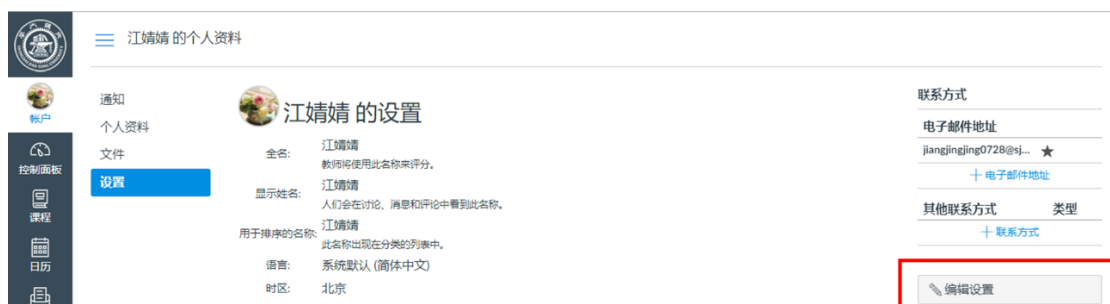 江婧婧 的个人资料
帐户
控制面板
课程
日历
通知
个人资料
文件
设置
江婧婧 的设置
全名: 江婧婧
教师将使用此名称来评分。
显示姓名: 江婧婧
人们会在讨论、消息和评论中看到此名称。
用于排序的名称: 江婧婧
此名称出现在分类的列表中。
语言: 系统默认 (简体中文)
时区: 北京
联系方式
电子邮件地址
jiangjingjing0728@sj... ★
＋电子邮件地址
其他联系方式 类型
＋联系方式
编辑设置